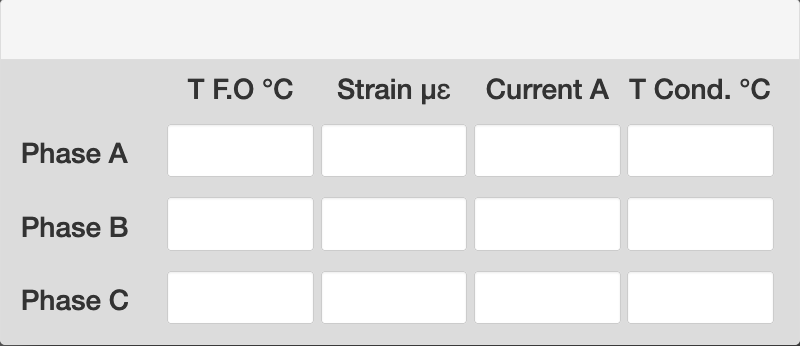 T F.O °C Strain µε Current A T Cond. °C
Phase A
Phase B
Phase C